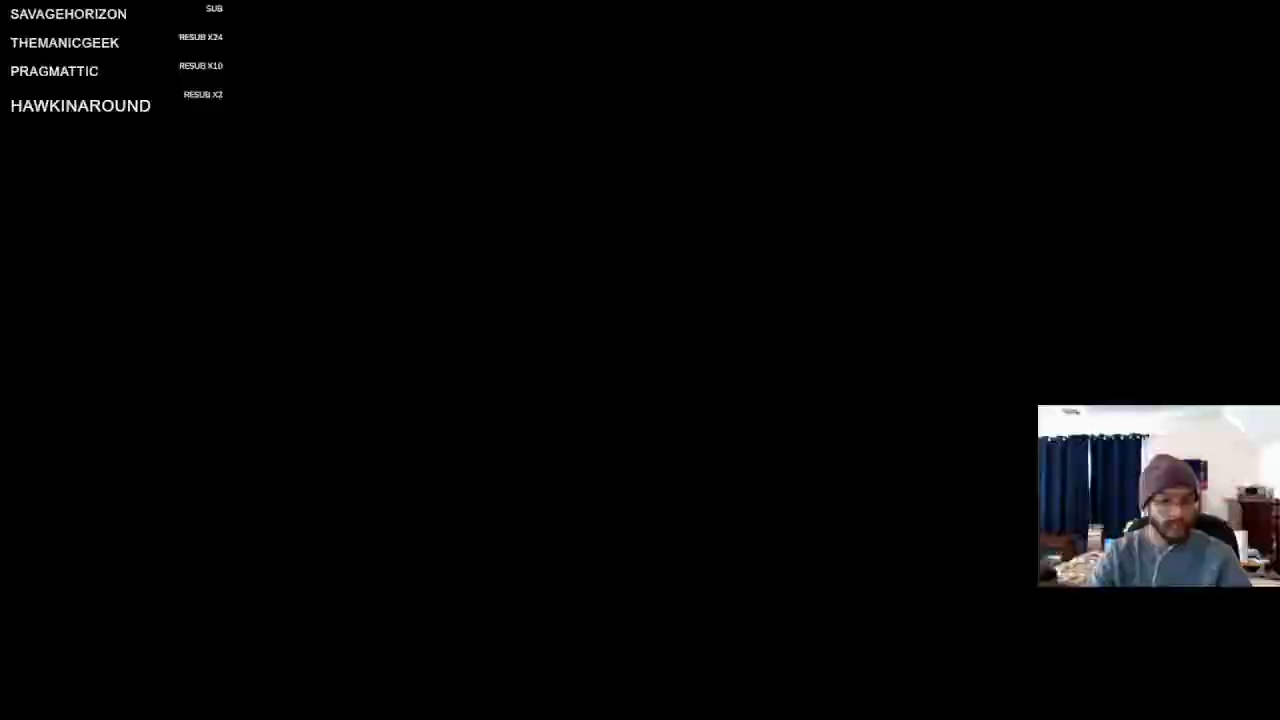 SAVAGEHORIZON SUB
THEMANICGEEK RESUB X24
PRAGMATTIC RESUB X10
HAWKINAROUND RESUB X2